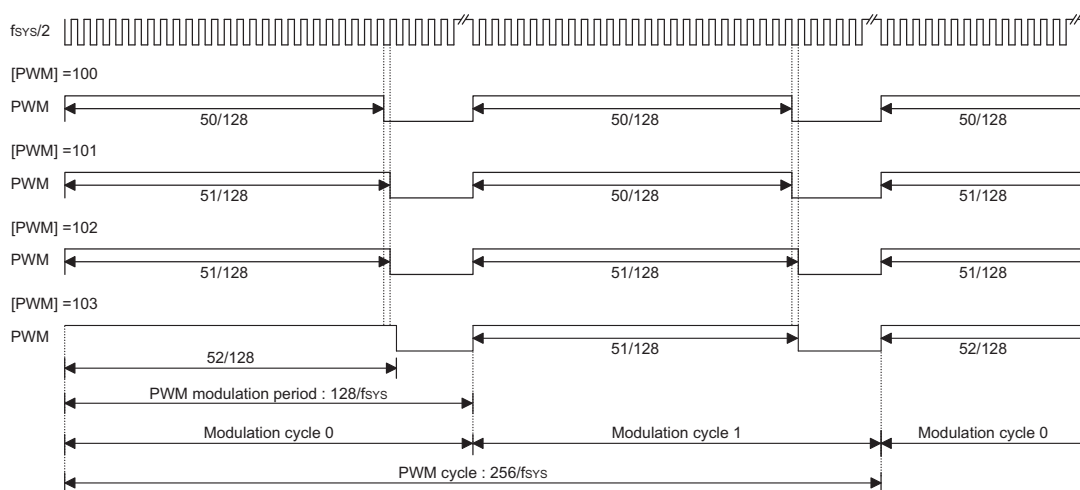 fSYS/2
[PWM] =100
PWM
50/128 50/128 50/128
[PWM] =101
PWM
51/128 50/128 51/128
[PWM] =102
PWM
51/128 51/128 51/128
[PWM] =103
PWM
52/128 51/128 52/128
PWM modulation period : 128/fSYS
Modulation cycle 0 Modulation cycle 1 Modulation cycle 0
PWM cycle : 256/fSYS